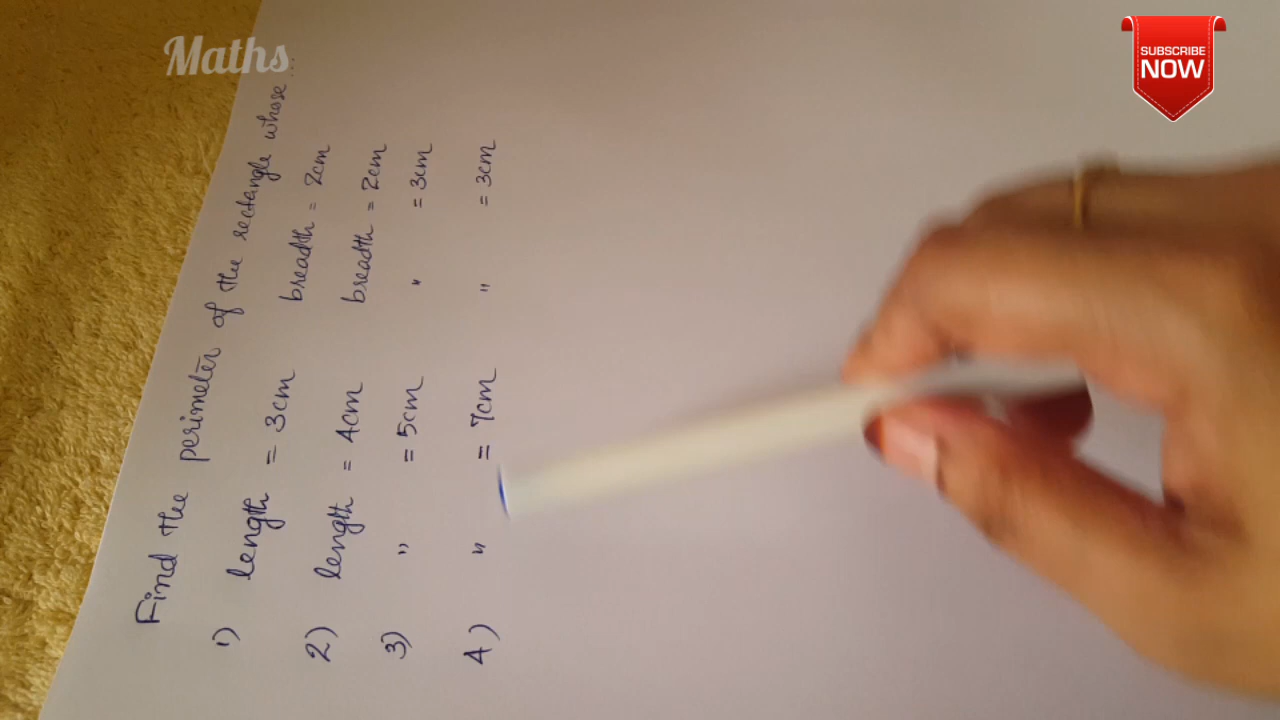 Maths
SUBSCRIBE
NOW
Find the perimeter of the rectangle whose...
1) length = 3cm breadth = 2cm
2) length = 4cm breadth = 2cm
3) " = 5cm " = 3cm
4) " = 7cm " = 3cm